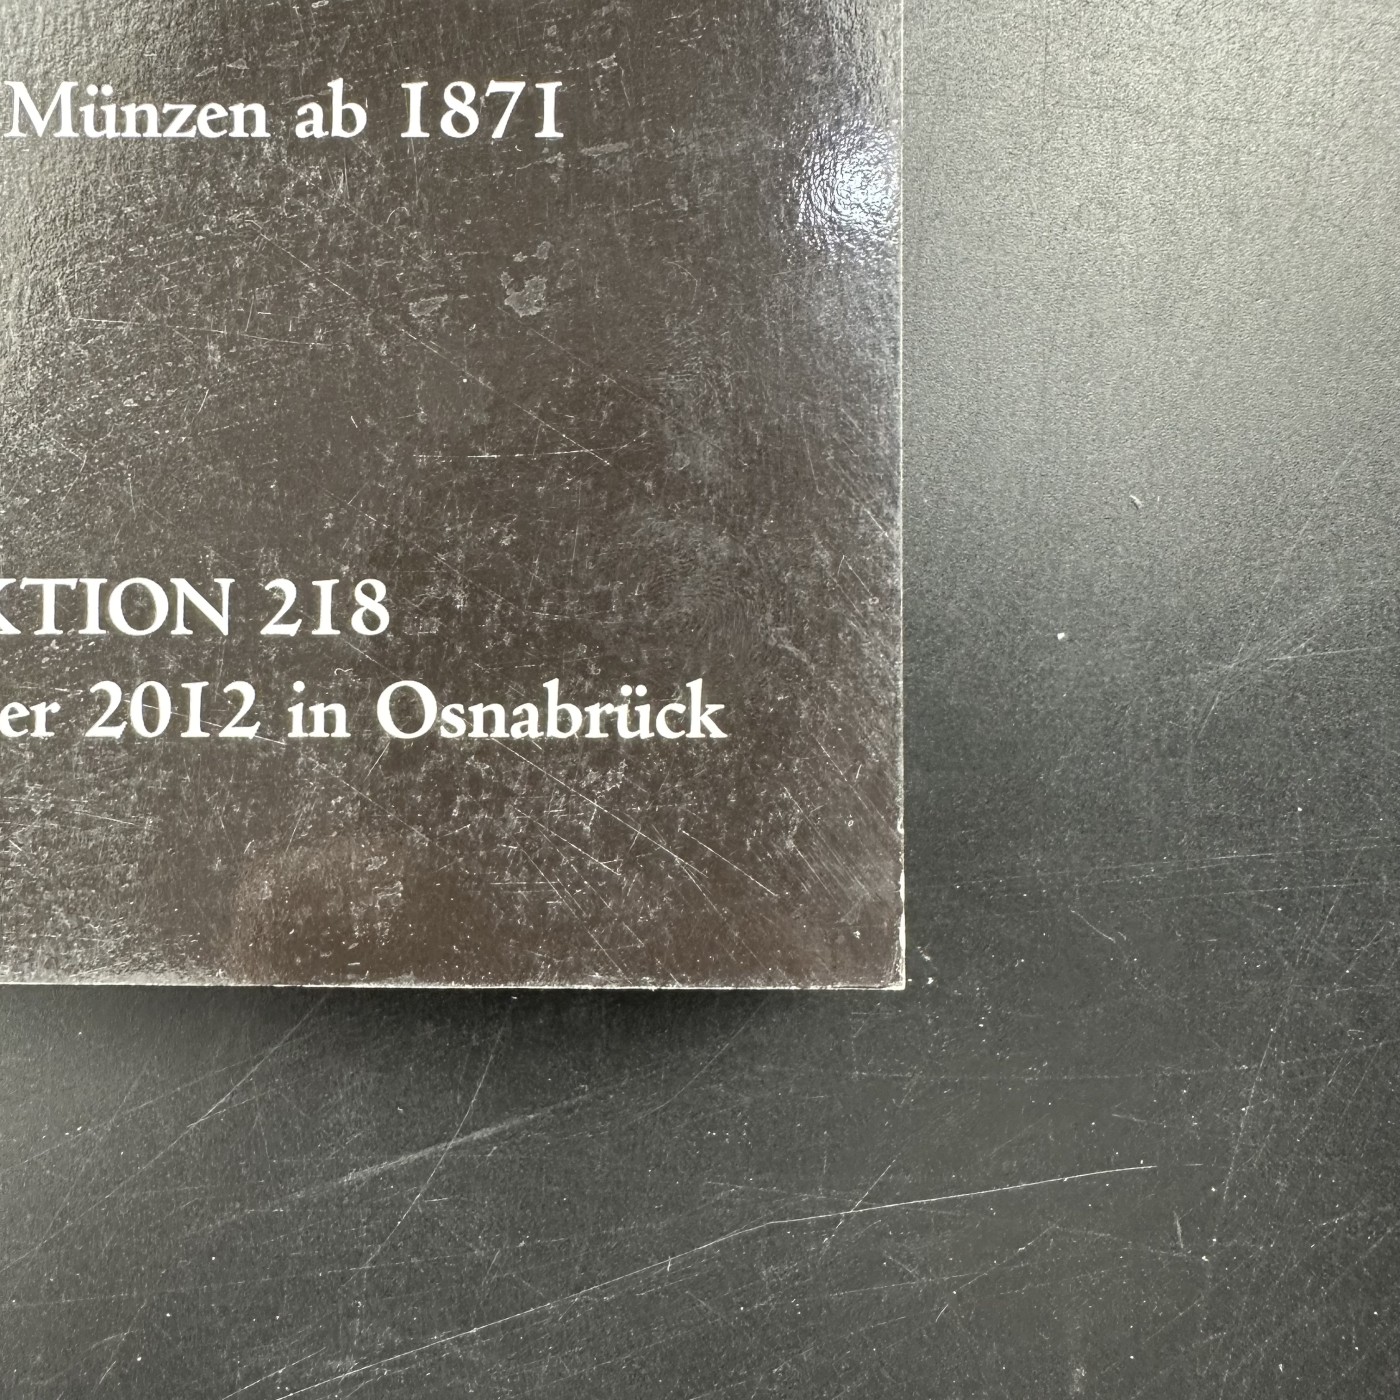 Münzen ab 1871
KTION 218
er 2012 in Osnabrück